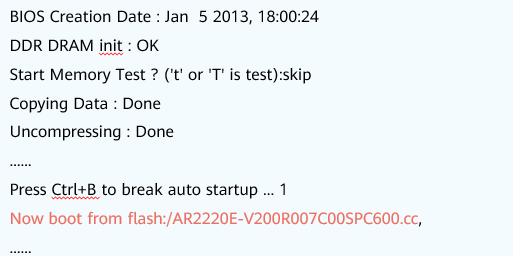 BIOS Creation Date : Jan  5 2013, 18:00:24
DDR DRAM init : OK
Start Memory Test ? ('t' or 'T' is test):skip
Copying Data : Done
Uncompressing : Done
……
Press Ctrl+B to break auto startup ... 1
Now boot from flash:/AR2220E-V200R007C00SPC600.cc,
……